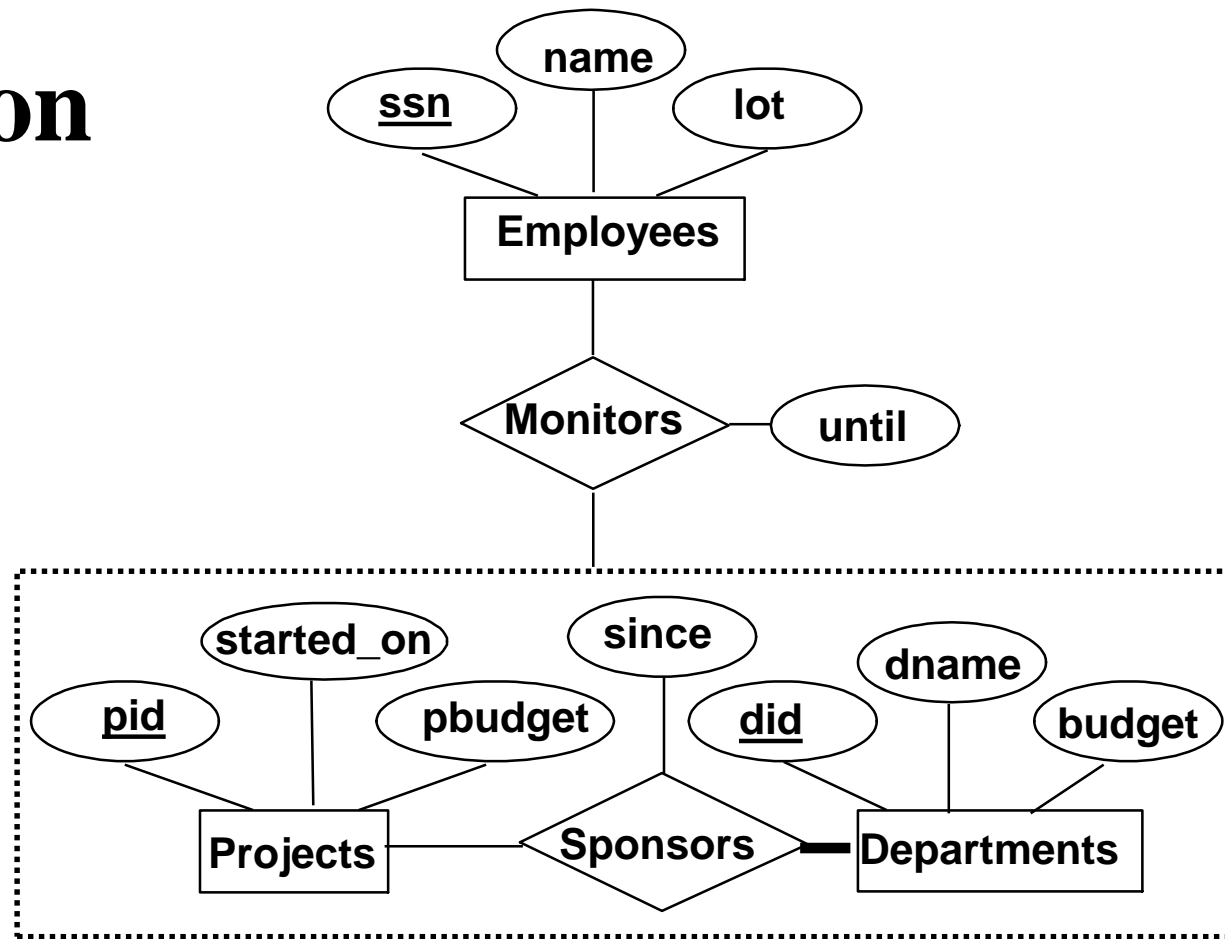 on
name
ssn
lot
Employees
Monitors
until
started_on
since
dname
pid
pbudget
did
budget
Projects
Sponsors
Departments